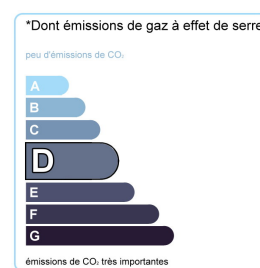 *Dont émissions de gaz à effet de serre
peu d'émissions de CO₂
A
B
C
D
E
F
G
émissions de CO₂ très importantes